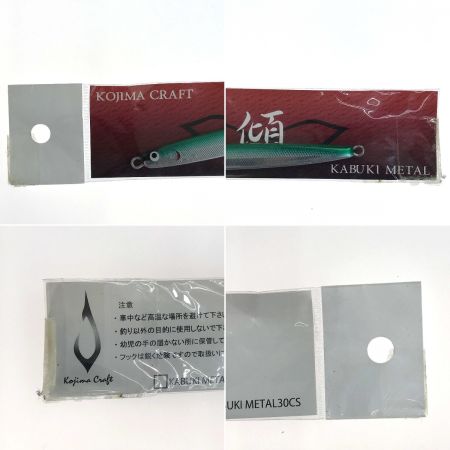 KOJIMA CRAFT
傾
KABUKI METAL
注意
・車中など高温な場所を避けて下さ
・釣り以外の目的に使用しないで下
・幼児の手の届かない所に保管して
・フックは鋭く危険ですので取扱いに
Kojima Craft
KABUKI META
UKI METAL30CS